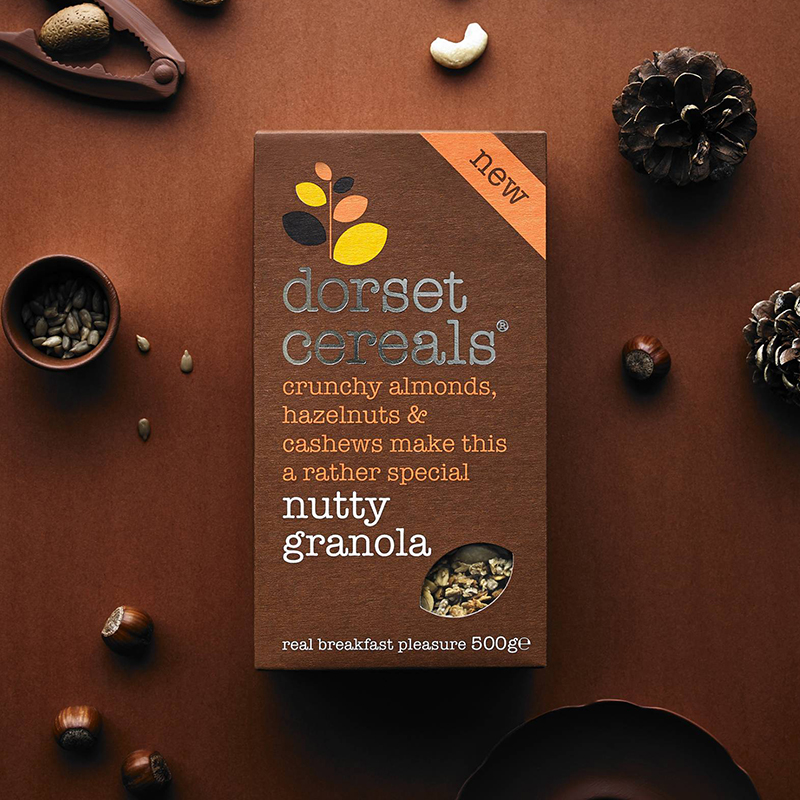 new
dorset
cereals®
crunchy almonds,
hazelnuts &
cashews make this
a rather special
nutty
granola
real breakfast pleasure 500g℮